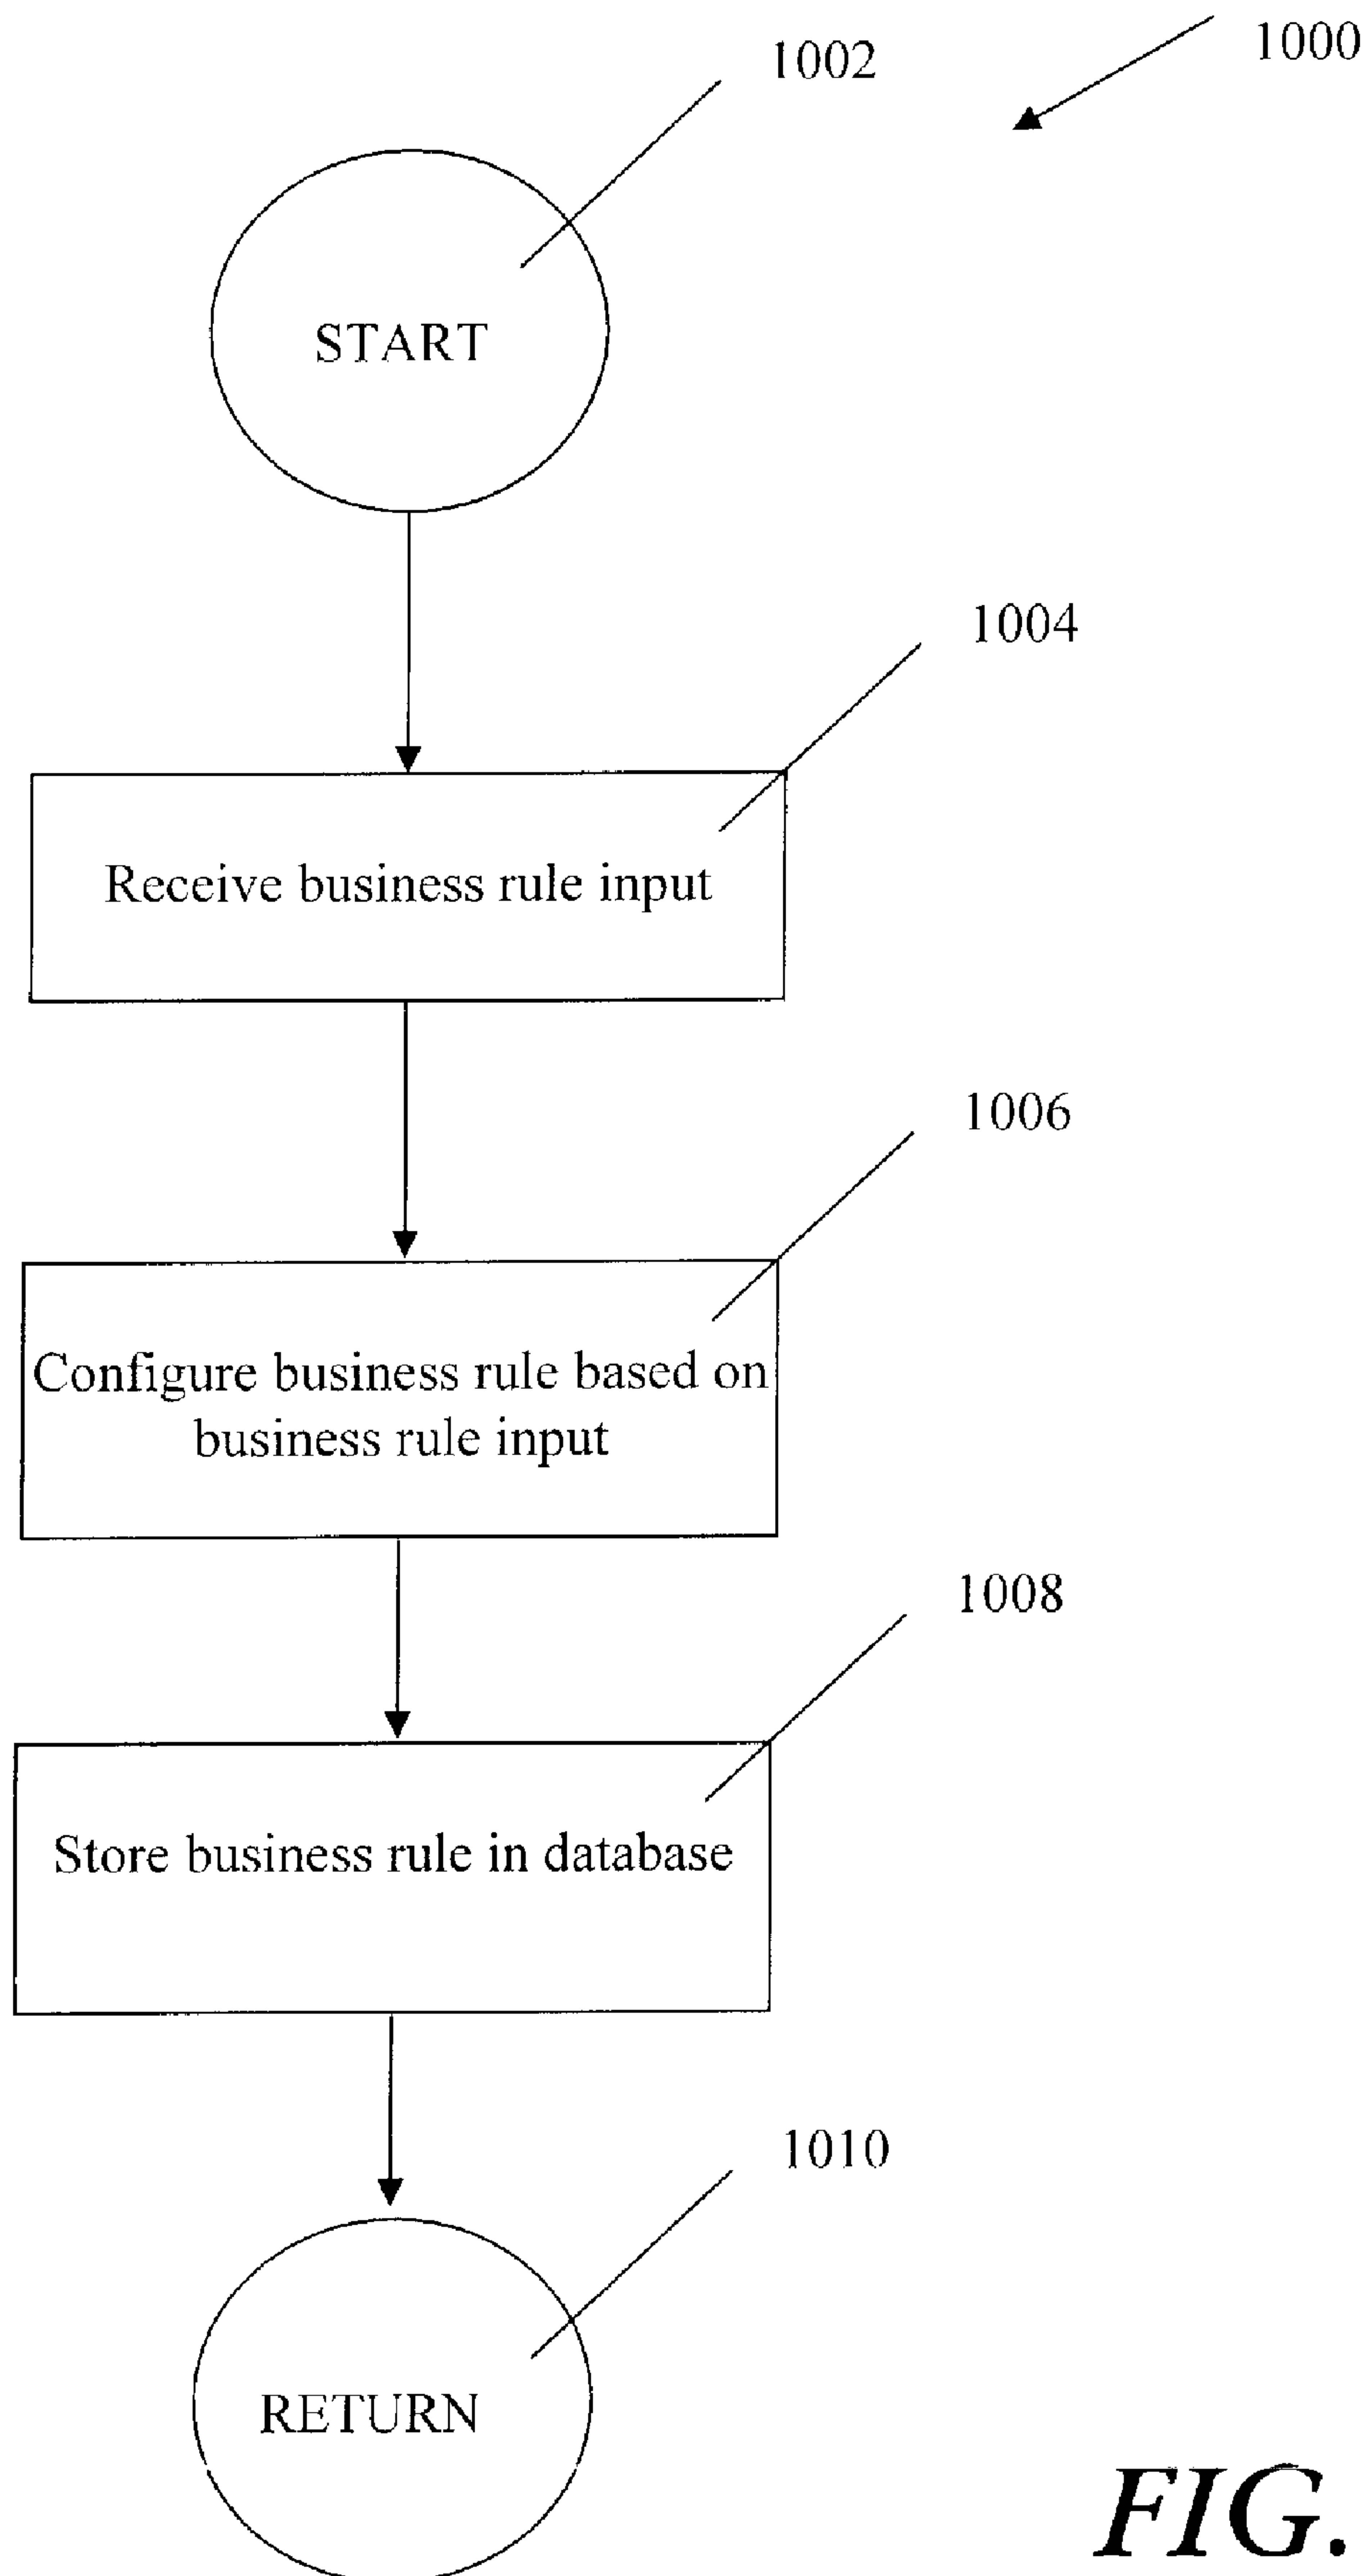 1000
1002
START
1004
Receive business rule input
1006
Configure business rule based on
business rule input
1008
Store business rule in database
1010
RETURN
FIG.